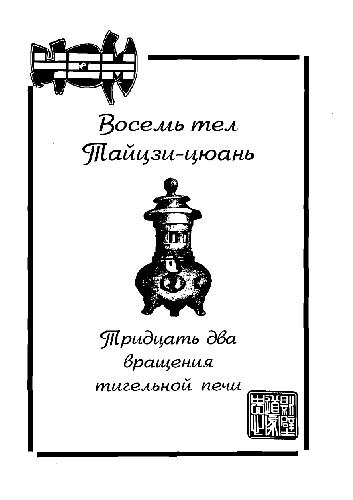 Восемь тел
Тайцзи-цюань
Тридцать два
вращения
тигельной печи